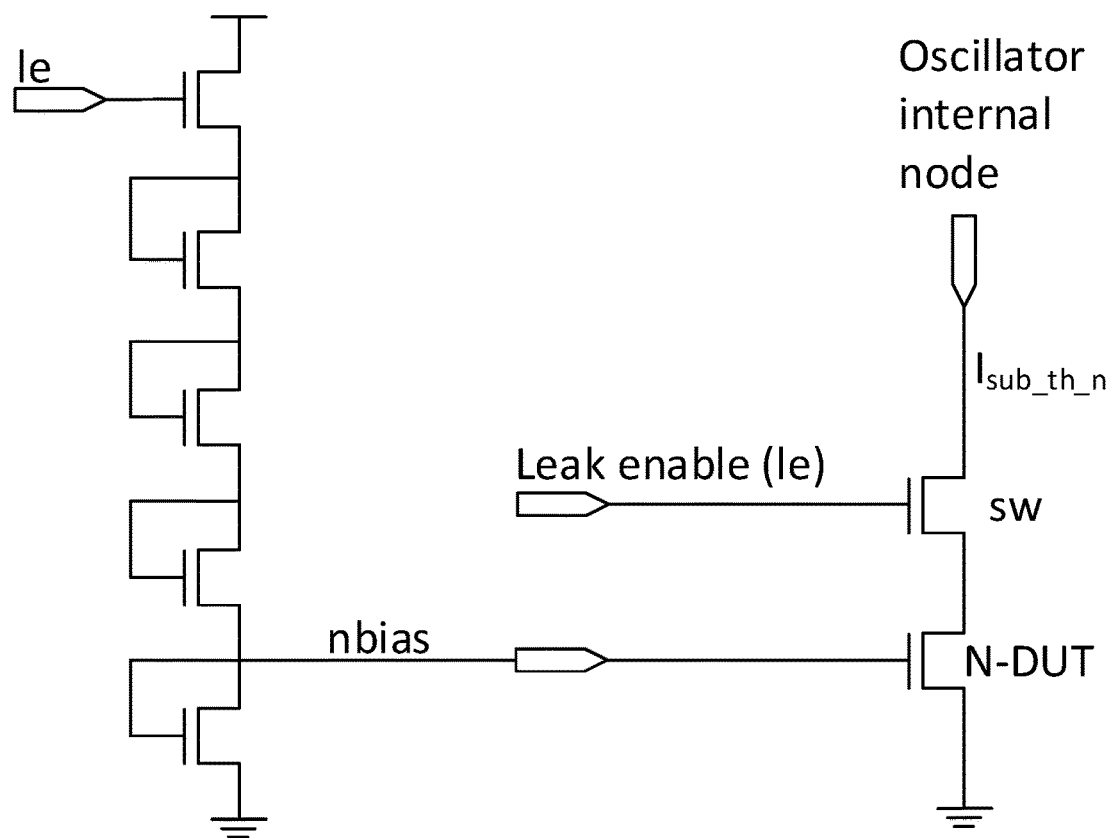 le
Oscillator
internal
node
I_sub_th_n
Leak enable (le)
sw
nbias
N-DUT